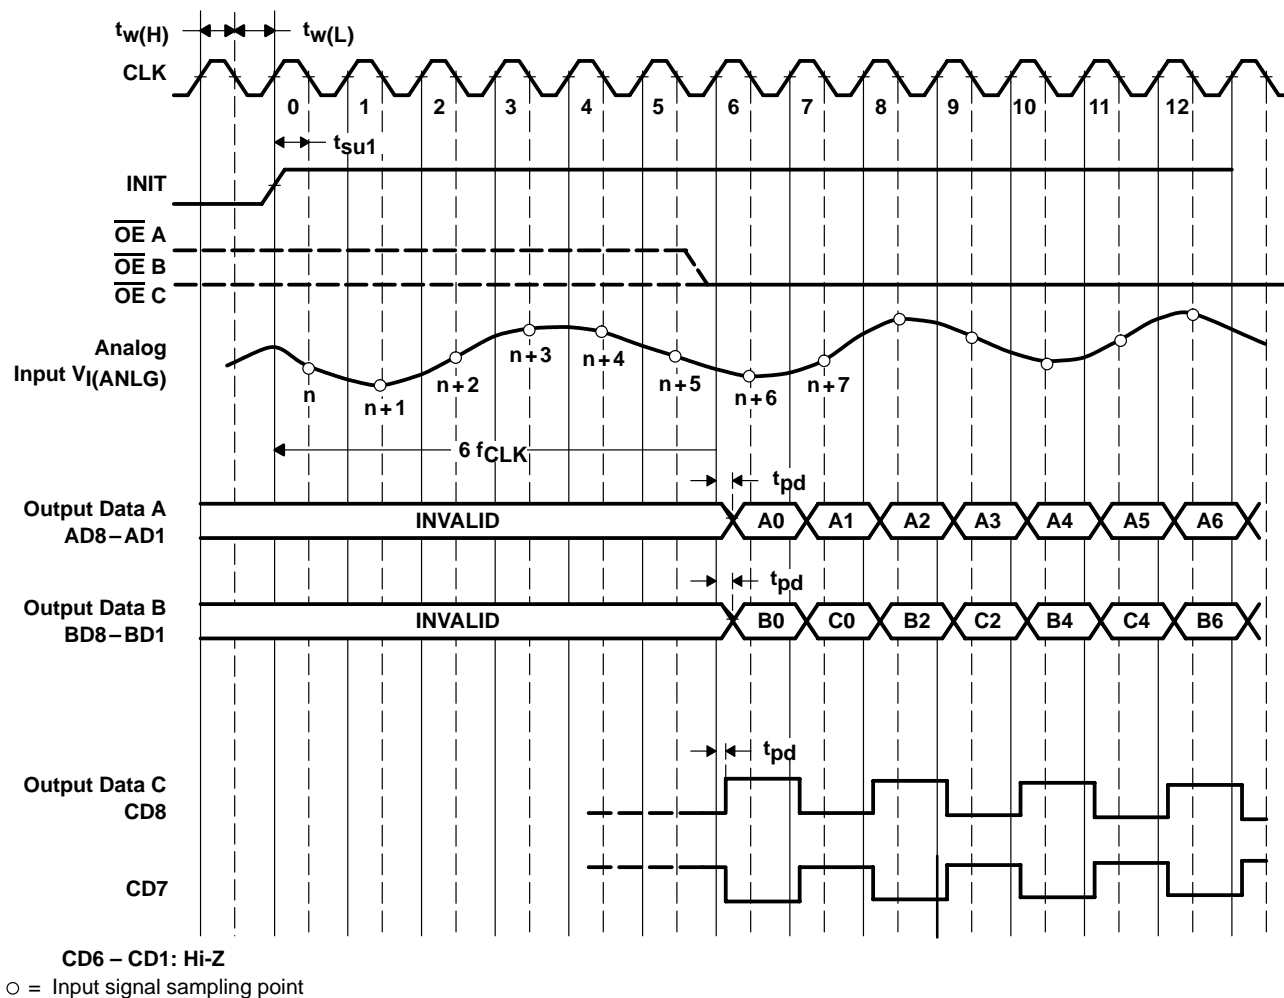 tw(H) tw(L)
CLK
0 1 2 3 4 5 6 7 8 9 10 11 12
tsu1
INIT
OE A
OE B
OE C
Analog
Input VI(ANLG)
n n+1 n+2 n+3 n+4 n+5 n+6 n+7
6 fCLK
tpd
Output Data A
AD8–AD1
INVALID A0 A1 A2 A3 A4 A5 A6
tpd
Output Data B
BD8–BD1
INVALID B0 C0 B2 C2 B4 C4 B6
tpd
Output Data C
CD8
CD7
CD6 – CD1: Hi-Z
○ = Input signal sampling point